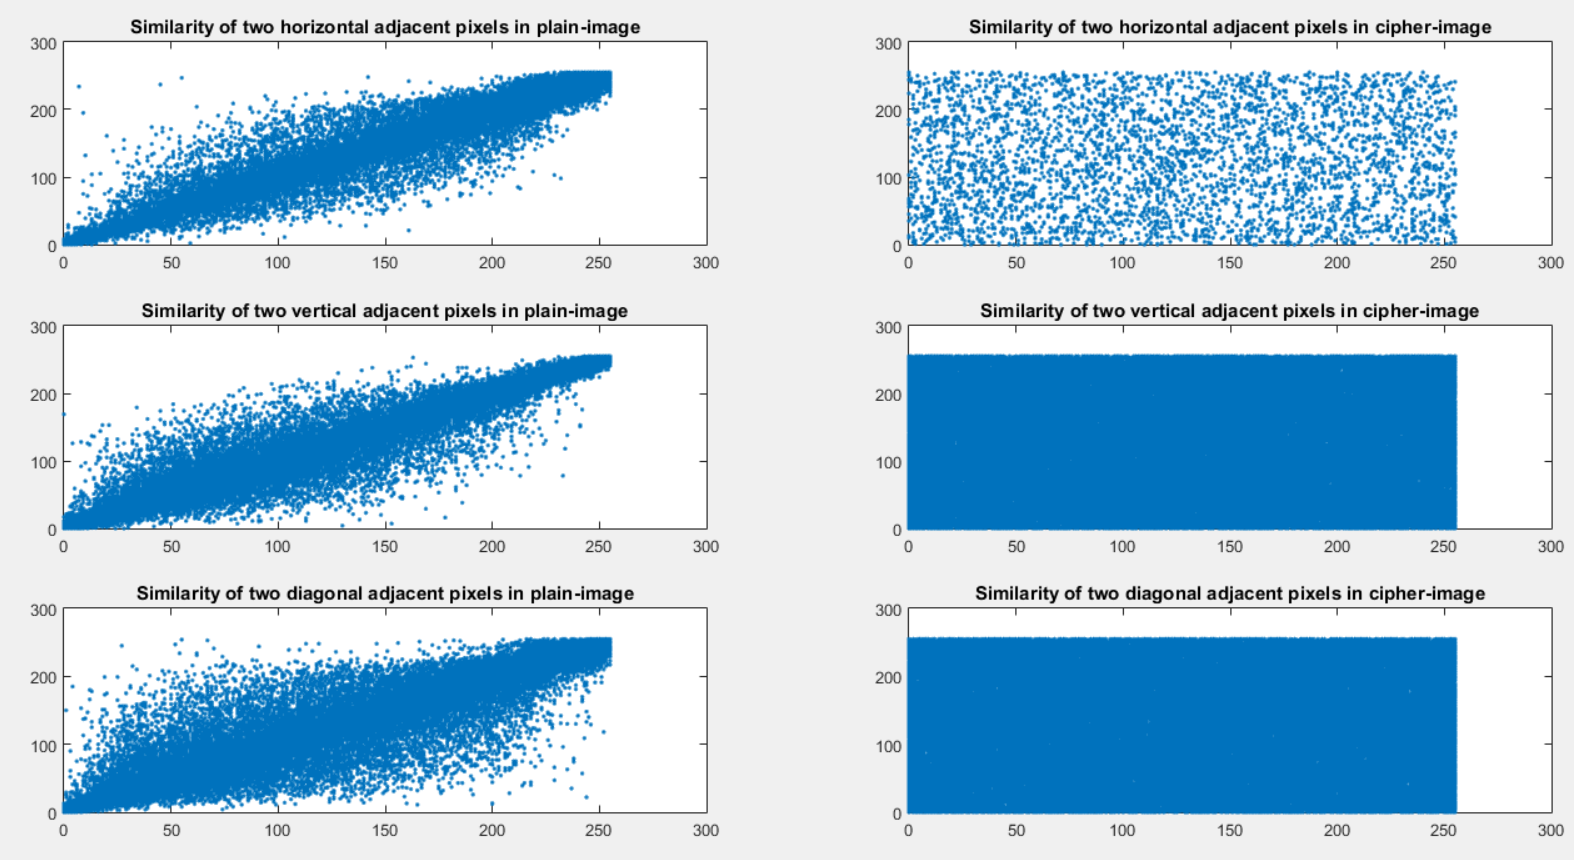 Similarity of two horizontal adjacent pixels in plain-image
300
200
100
0
0 50 100 150 200 250 300
Similarity of two horizontal adjacent pixels in cipher-image
300
200
100
0
0 50 100 150 200 250 300
Similarity of two vertical adjacent pixels in plain-image
300
200
100
0
0 50 100 150 200 250 300
Similarity of two vertical adjacent pixels in cipher-image
300
200
100
0
0 50 100 150 200 250 300
Similarity of two diagonal adjacent pixels in plain-image
300
200
100
0
0 50 100 150 200 250 300
Similarity of two diagonal adjacent pixels in cipher-image
300
200
100
0
0 50 100 150 200 250 300